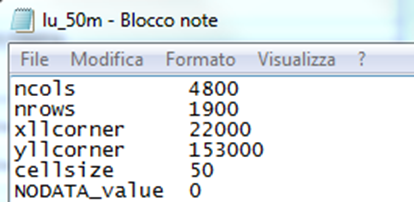 lu_50m - Blocco note
File Modifica Formato Visualizza ?
ncols 4800
nrows 1900
xllcorner 22000
yllcorner 153000
cellsize 50
NODATA_value 0